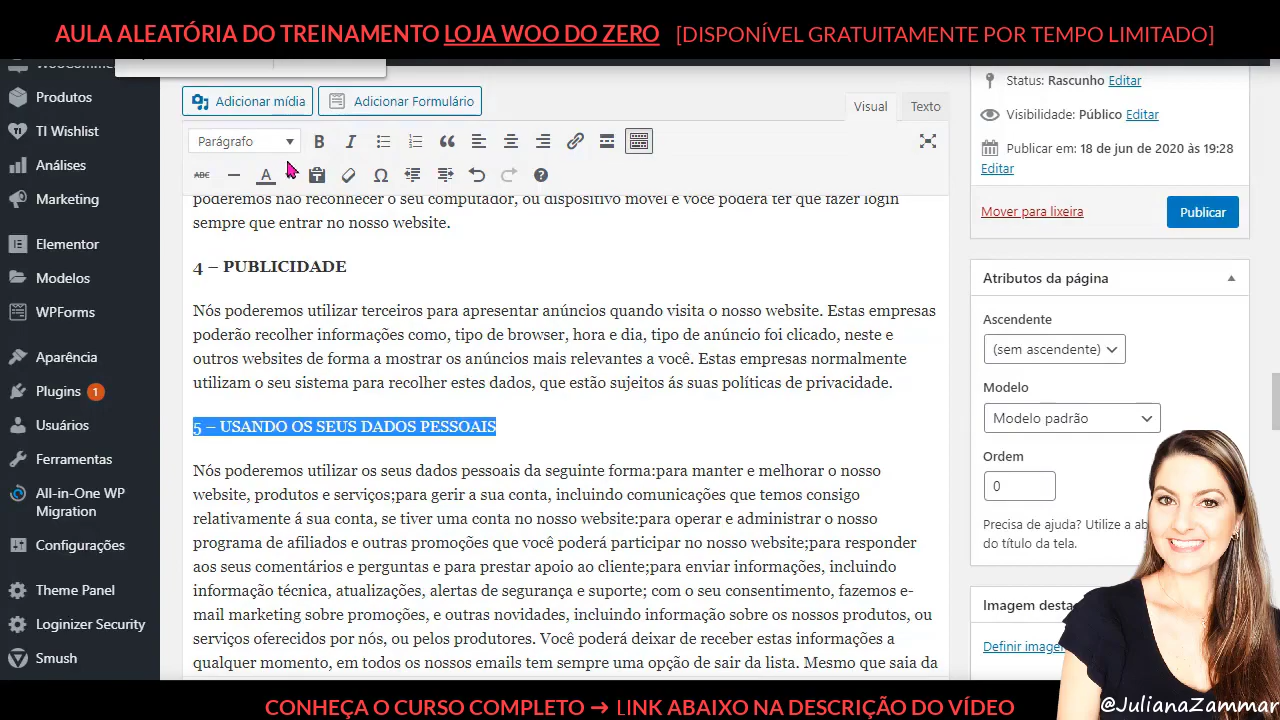 AULA ALEATÓRIA DO TREINAMENTO LOJA WOO DO ZERO [DISPONÍVEL GRATUITAMENTE POR TEMPO LIMITADO]
Produtos
TI Wishlist
Análises
Marketing
Elementor
Modelos
WPForms
Aparência
Plugins 1
Usuários
Ferramentas
All-in-One WP
Migration
Configurações
Theme Panel
Loginizer Security
Smush
Adicionar mídia
Adicionar Formulário
Visual
Texto
Parágrafo
B I
ABC A
poderemos não reconhecer o seu computador, ou dispositivo móvel e você poderá ter que fazer login
sempre que entrar no nosso website.
4 – PUBLICIDADE
Nós poderemos utilizar terceiros para apresentar anúncios quando visita o nosso website. Estas empresas
poderão recolher informações como, tipo de browser, hora e dia, tipo de anúncio foi clicado, neste e
outros websites de forma a mostrar os anúncios mais relevantes a você. Estas empresas normalmente
utilizam o seu sistema para recolher estes dados, que estão sujeitos ás suas políticas de privacidade.
5 – USANDO OS SEUS DADOS PESSOAIS
Nós poderemos utilizar os seus dados pessoais da seguinte forma:para manter e melhorar o nosso
website, produtos e serviços;para gerir a sua conta, incluindo comunicações que temos consigo
relativamente á sua conta, se tiver uma conta no nosso website:para operar e administrar o nosso
programa de afiliados e outras promoções que você poderá participar no nosso website;para responder
aos seus comentários e perguntas e para prestar apoio ao cliente;para enviar informações, incluindo
informação técnica, atualizações, alertas de segurança e suporte; com o seu consentimento, fazemos e-
mail marketing sobre promoções, e outras novidades, incluindo informação sobre os nossos produtos, ou
serviços oferecidos por nós, ou pelos produtores. Você poderá deixar de receber estas informações a
qualquer momento, em todos os nossos emails tem sempre uma opção de sair da lista. Mesmo que saia da
Status: Rascunho Editar
Visibilidade: Público Editar
Publicar em: 18 de jun de 2020 às 19:28
Editar
Mover para lixeira
Publicar
Atributos da página
Ascendente
(sem ascendente)
Modelo
Modelo padrão
Ordem
0
Precisa de ajuda? Utilize a
do título da tela.
Imagem
Definir
@JulianaZammar
CONHEÇA O CURSO COMPLETO ➔ LINK ABAIXO NA DESCRIÇÃO DO VÍDEO